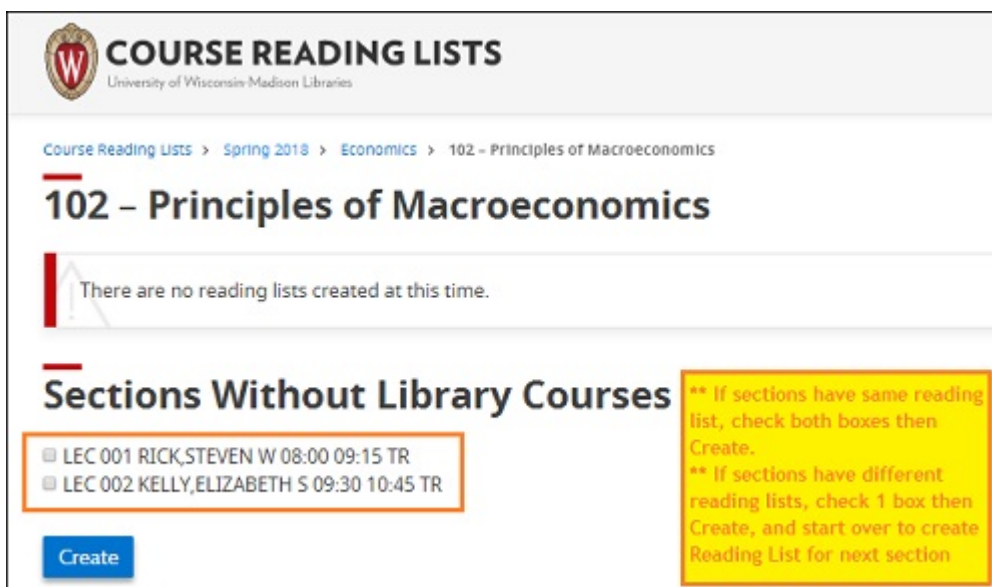 W
COURSE READING LISTS
University of Wisconsin-Madison Libraries
Course Reading Lists > Spring 2018 > Economics > 102 – Principles of Macroeconomics
102 – Principles of Macroeconomics
There are no reading lists created at this time.
Sections Without Library Courses
LEC 001 RICK,STEVEN W 08:00 09:15 TR
LEC 002 KELLY,ELIZABETH S 09:30 10:45 TR
Create
** If sections have same reading
list, check both boxes then
Create.
** If sections have different
reading lists, check 1 box then
Create, and start over to create
Reading List for next section